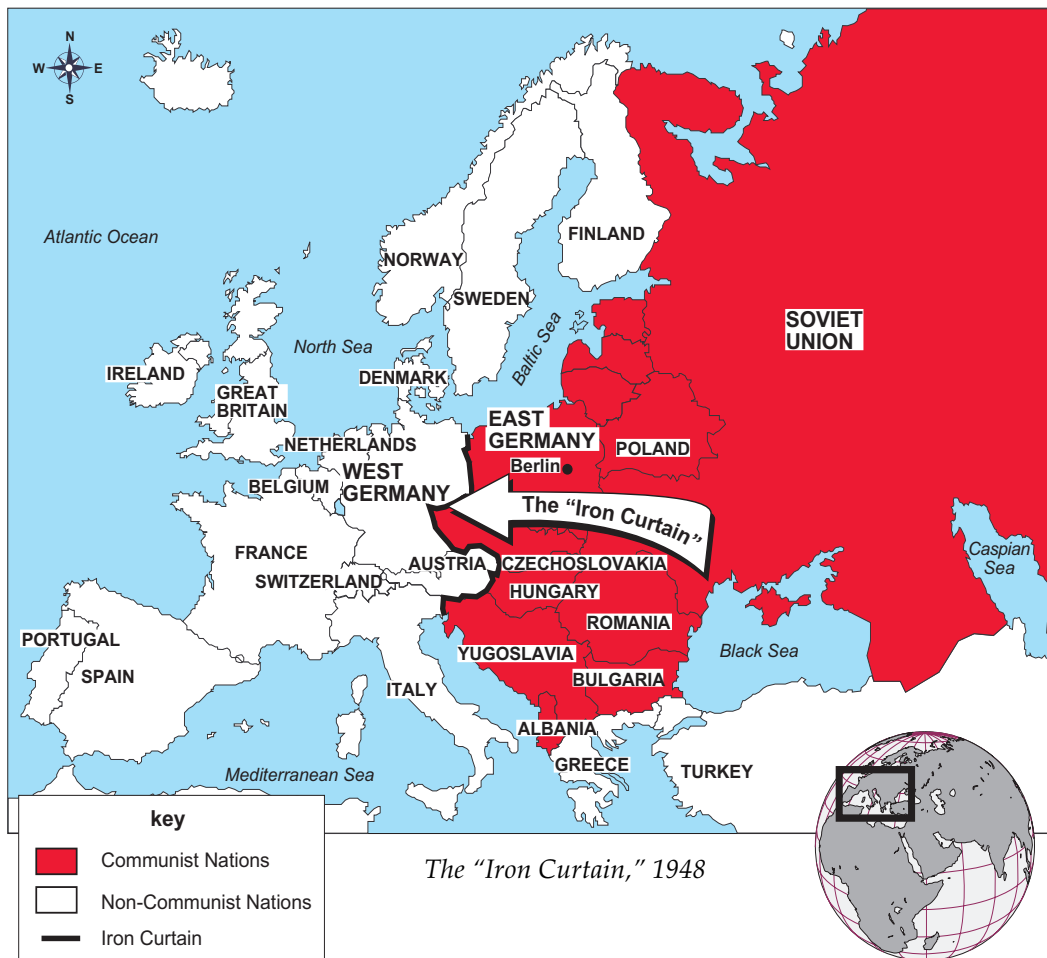 N
W E
S
Atlantic Ocean
NORWAY
SWEDEN
FINLAND
SOVIET
UNION
North Sea
Baltic Sea
IRELAND
GREAT
BRITAIN
DENMARK
NETHERLANDS
EAST
GERMANY
POLAND
Berlin
WEST
GERMANY
BELGIUM
The “Iron Curtain”
FRANCE
AUSTRIA
CZECHOSLOVAKIA
SWITZERLAND
HUNGARY
ROMANIA
Caspian
Sea
PORTUGAL
SPAIN
YUGOSLAVIA
Black Sea
ITALY
BULGARIA
ALBANIA
GREECE
TURKEY
Mediterranean Sea
key
Communist Nations
Non-Communist Nations
Iron Curtain
The “Iron Curtain,” 1948